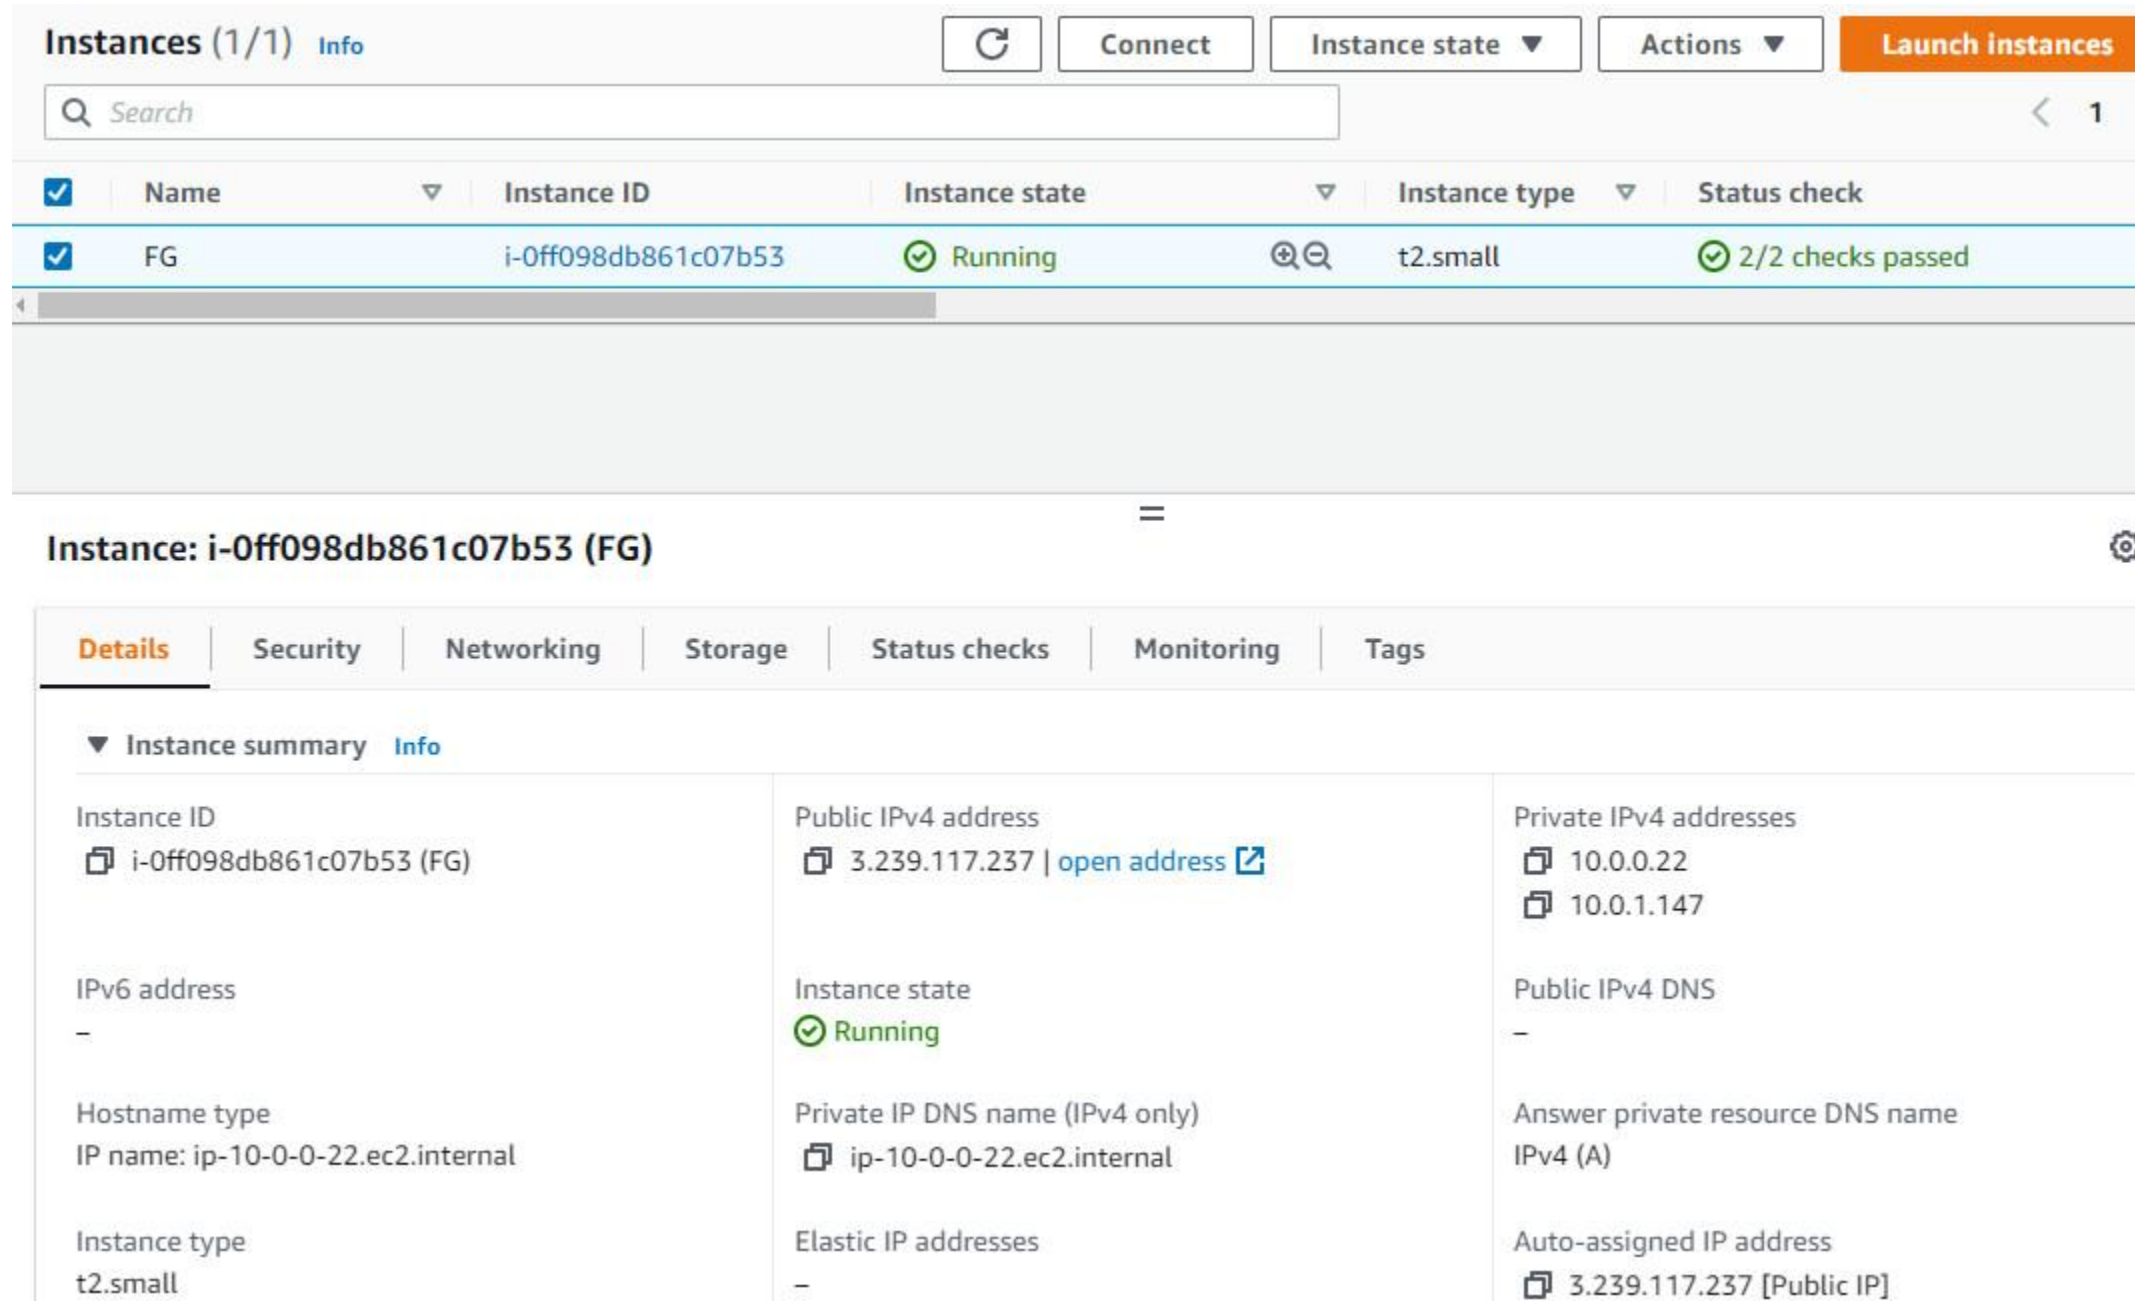 Instances (1/1) Info
Connect
Instance state
Actions
Launch instances
Search
1
Name Instance ID Instance state Instance type Status check
FG i-0ff098db861c07b53 Running t2.small 2/2 checks passed
Instance: i-0ff098db861c07b53 (FG)
Details Security Networking Storage Status checks Monitoring Tags
Instance summary Info
Instance ID
i-0ff098db861c07b53 (FG)
Public IPv4 address
3.239.117.237 | open address
Private IPv4 addresses
10.0.0.22
10.0.1.147
IPv6 address
–
Instance state
Running
Public IPv4 DNS
–
Hostname type
IP name: ip-10-0-0-22.ec2.internal
Private IP DNS name (IPv4 only)
ip-10-0-0-22.ec2.internal
Answer private resource DNS name
IPv4 (A)
Instance type
t2.small
Elastic IP addresses
–
Auto-assigned IP address
3.239.117.237 [Public IP]